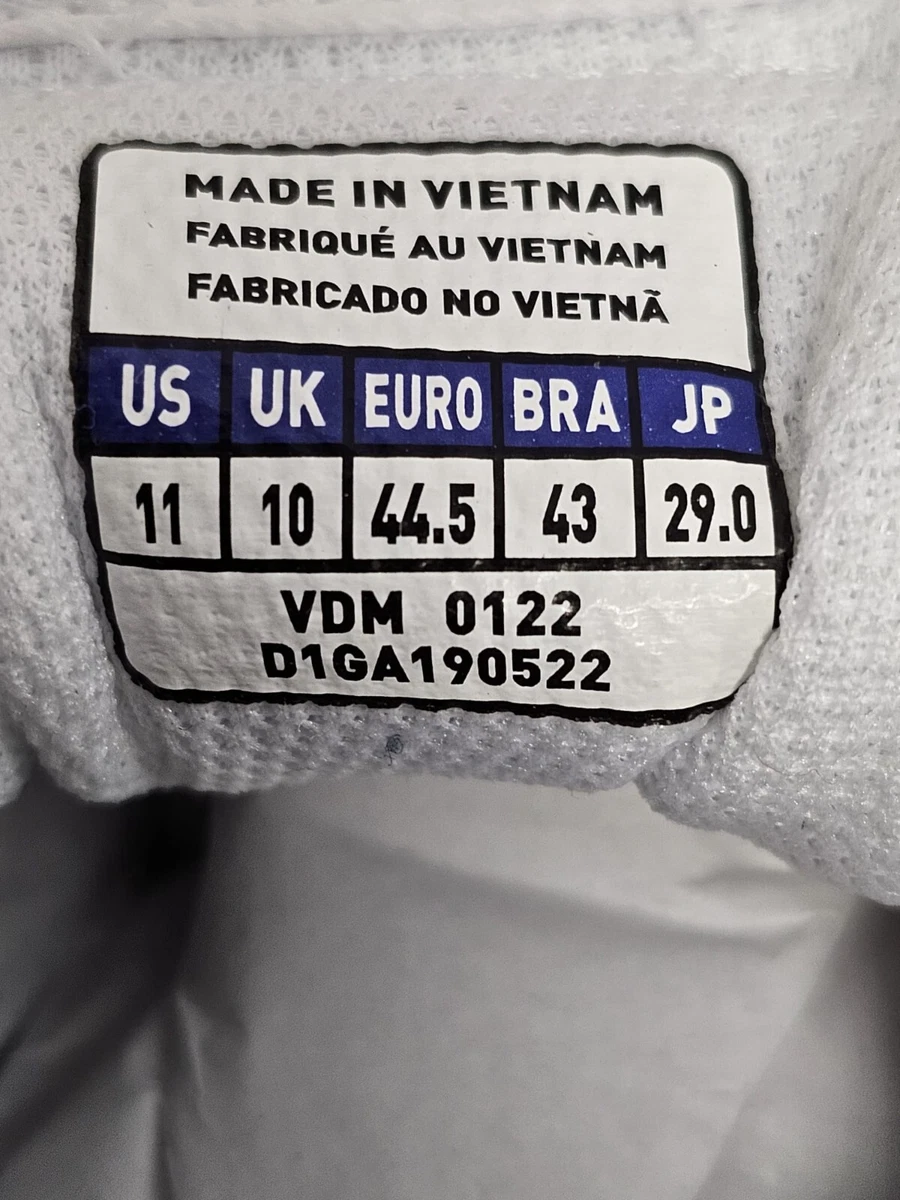 MADE IN VIETNAM
FABRIQUÉ AU VIETNAM
FABRICADO NO VIETNÃ
US UK EURO BRA JP
11 10 44.5 43 29.0
VDM 0122
D1GA190522